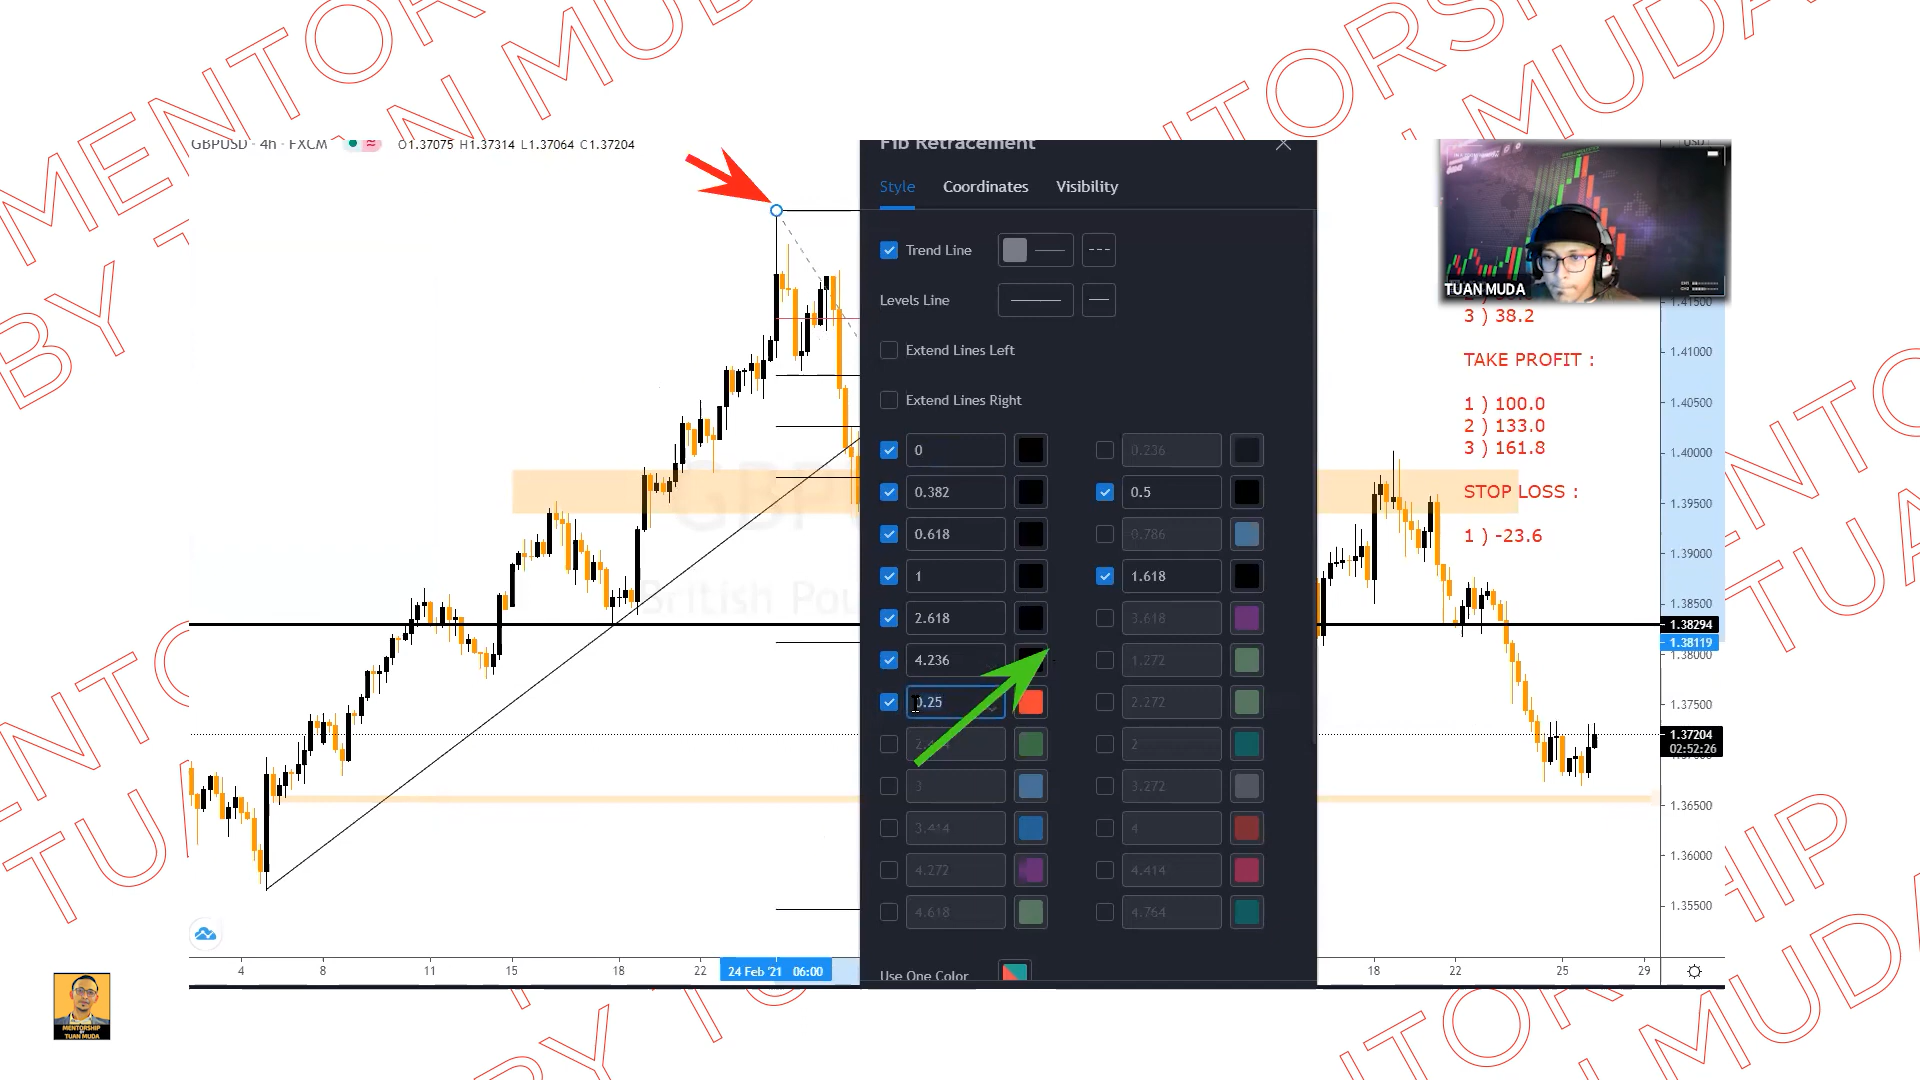 MENTORSHIP
BY TUAN MUDA
GBPUSD · 4h · FXCM O1.37075 H1.37314 L1.37064 C1.37204
Fib Retracement
Style Coordinates Visibility
Trend Line
Levels Line
Extend Lines Left
Extend Lines Right
0 0.236
0.382 0.5
0.618 0.786
1 1.618
2.618 3.618
4.236 1.272
0.25 2.272
2
3 3.272
3.414 4
4.272 4.414
4.618 4.764
Use One Color
TUAN MUDA
3 ) 38.2
TAKE PROFIT :
1 ) 100.0
2 ) 133.0
3 ) 161.8
STOP LOSS :
1 ) -23.6
1.41500
1.41000
1.40500
1.40000
1.39500
1.39000
1.38500
1.38294
1.38119
1.38000
1.37500
1.37204
02:52:26
1.36500
1.36000
1.35500
British Pou
4 8 11 15 18 22 24 Feb '21 06:00 18 22 25 29
MENTORSHIP
BY
TUAN MUDA